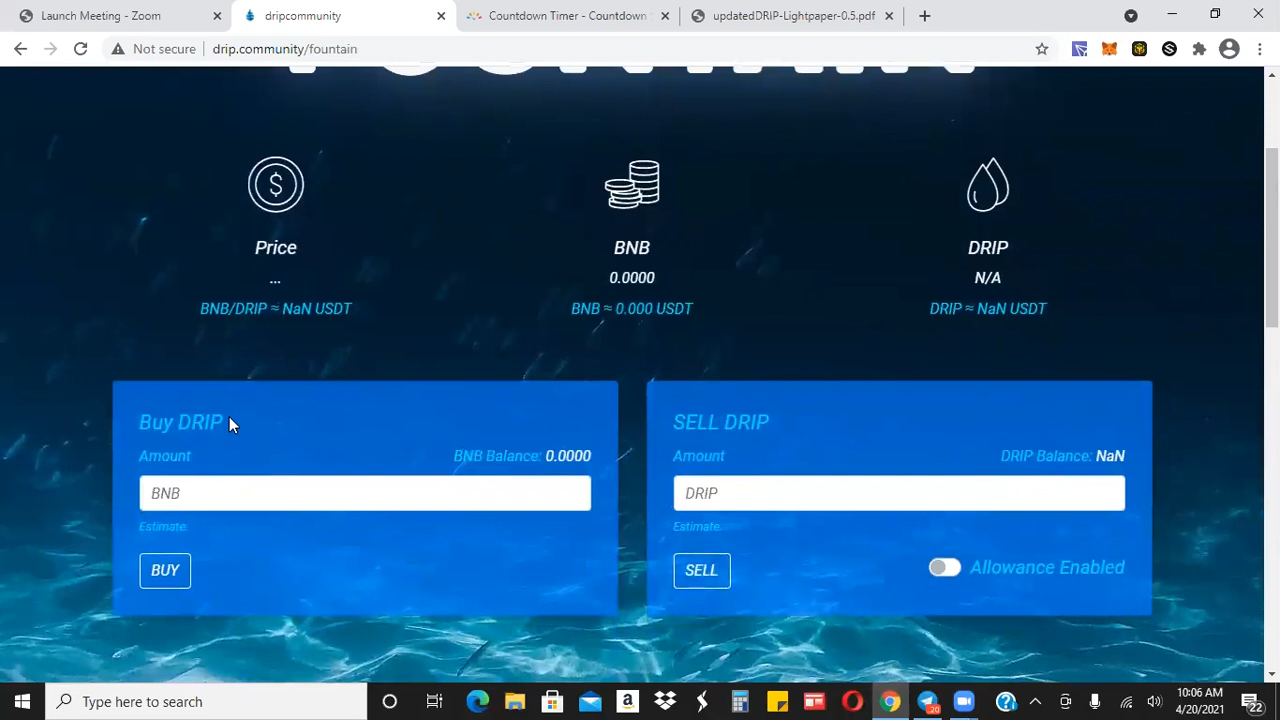 Launch Meeting - Zoom
dripcommunity
Countdown Timer - Countdown
updatedDRiP-Lightpaper-0.5.pdf
Not secure
drip.community/fountain
Price
BNB
DRIP
...
0.0000
N/A
BNB/DRIP ≈ NaN USDT
BNB ≈ 0.000 USDT
DRIP ≈ NaN USDT
Buy DRIP
Amount
BNB Balance: 0.0000
BNB
Estimate:
BUY
SELL DRIP
Amount
DRIP Balance: NaN
DRIP
Estimate:
SELL
Allowance Enabled
Type here to search
20
10:06 AM
4/20/2021
22